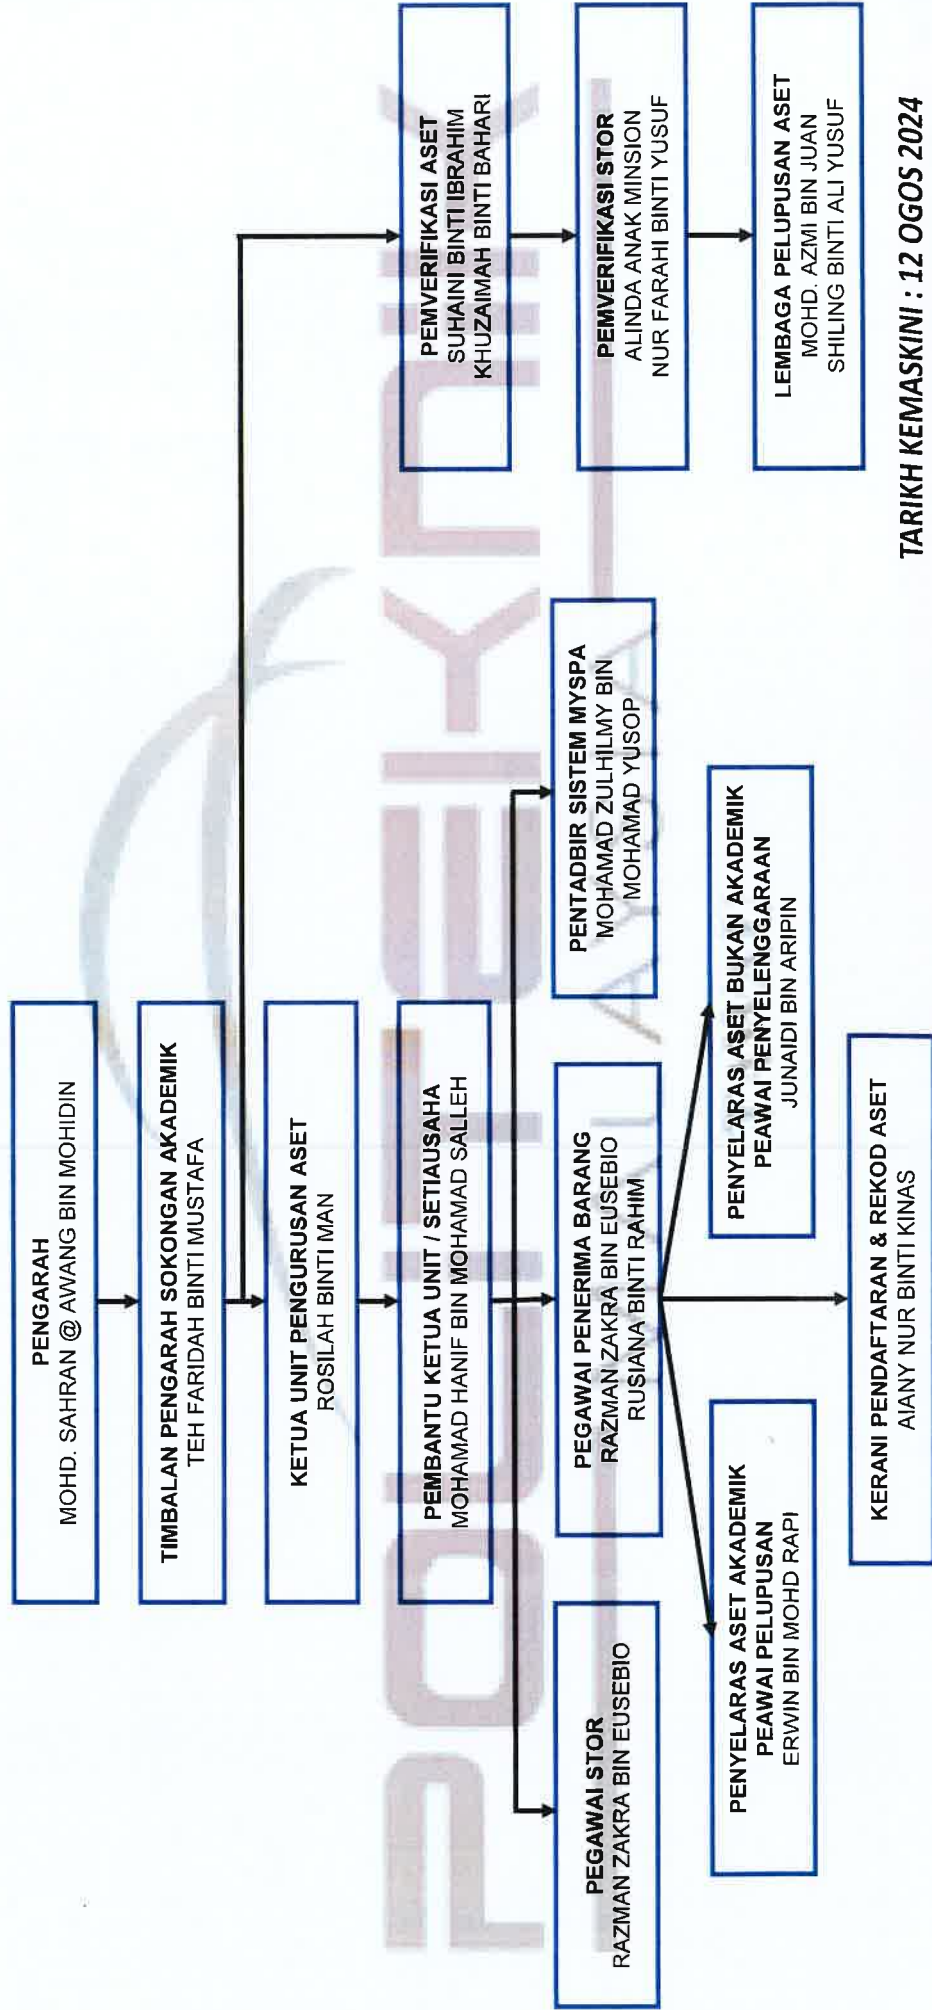 PENGARAH
MOHD. SAHRAN @ AWANG BIN MOHIDIN
TIMBALAN PENGARAH SOKONGAN AKADEMIK
TEH FARIDAH BINTI MUSTAFA
KETUA UNIT PENGURUSAN ASET
ROSILAH BINTI MAN
PEMBANTU KETUA UNIT / SETIAUSAHA
MOHAMAD HANIF BIN MOHAMAD SALLEH
PEGAWAI STOR
RAZMAN ZAKRA BIN EUSEBIO
PEGAWAI PENERIMA BARANG
RAZMAN ZAKRA BIN EUSEBIO
RUSIANA BINTI RAHIM
PENTADBIR SISTEM MYSPA
MOHAMAD ZULHILMY BIN
MOHAMAD YUSOP
PENYELARAS ASET AKADEMIK
PEAWAI PELUPUSAN
ERWIN BIN MOHD RAPI
PENYELARAS ASET BUKAN AKADEMIK
PEAWAI PENYELENGGARAAN
JUNAIDI BIN ARIPIN
KERANI PENDAFTARAN & REKOD ASET
AIANY NUR BINTI KINAS
PEMVERIFIKASI ASET
SUHAINI BINTI IBRAHIM
KHUZAIMAH BINTI BAHARI
PEMVERIFIKASI STOR
ALINDA ANAK MINSION
NUR FARAHI BINTI YUSUF
LEMBAGA PELUPUSAN ASET
MOHD. AZMI BIN JUAN
SHILING BINTI ALI YUSUF
TARIKH KEMASKINI : 12 OGOS 2024
POLITEKNIK